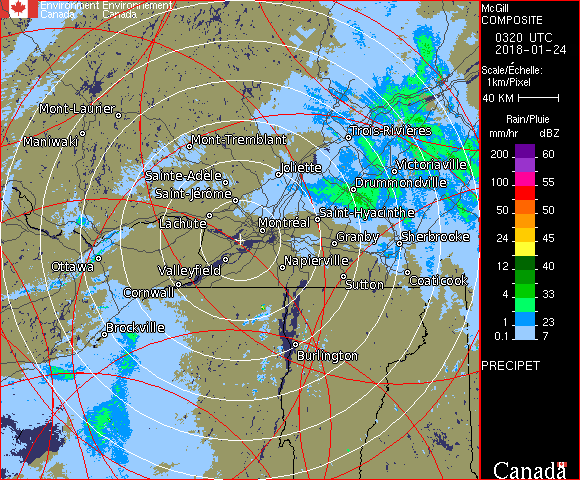 Environment Environnement
Canada Canada
McGill
COMPOSITE
0320 UTC
2018-01-24
Scale/Échelle:
1km/Pixel
40 KM
Rain/Pluie
mm/hr dBZ
200 60
100 55
50 50
24 45
12 40
4 33
1 23
0.1 7
PRECIPET
Canada
Mont-Laurier
Maniwaki
Mont-Tremblant
Trois-Rivières
Joliette
Victoriaville
Sainte-Adèle
Drummondville
Saint-Jérôme
Saint-Hyacinthe
Lachute
Montréal
Granby
Sherbrooke
Ottawa
Valleyfield
Napierville
Sutton
Coaticook
Cornwall
Brockville
Burlington